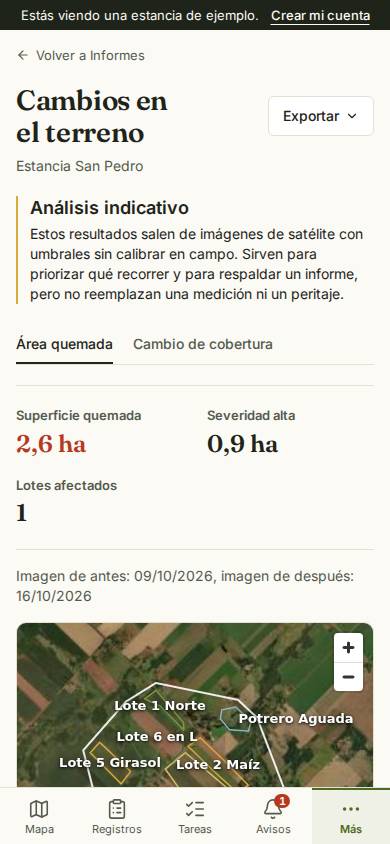 Estás viendo una estancia de ejemplo. Crear mi cuenta
← Volver a Informes
Cambios en
el terreno
Exportar
Estancia San Pedro
Análisis indicativo
Estos resultados salen de imágenes de satélite con
umbrales sin calibrar en campo. Sirven para
priorizar qué recorrer y para respaldar un informe,
pero no reemplazan una medición ni un peritaje.
Área quemada Cambio de cobertura
Superficie quemada Severidad alta
2,6 ha 0,9 ha
Lotes afectados
1
Imagen de antes: 09/10/2026, imagen de después:
16/10/2026
+
−
Lote 1 Norte
Potrero Aguada
Lote 6 en L
Lote 5 Girasol Lote 2 Maíz
1
Mapa Registros Tareas Avisos Más